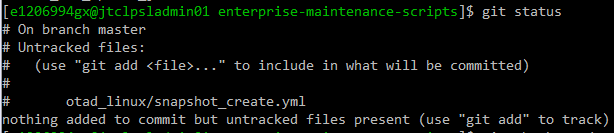 [e1206994gx@jtclpsladmin01 enterprise-maintenance-scripts]$ git status
# On branch master
# Untracked files:
#   (use "git add <file>..." to include in what will be committed)
#
#       otad_linux/snapshot_create.yml
nothing added to commit but untracked files present (use "git add" to track)